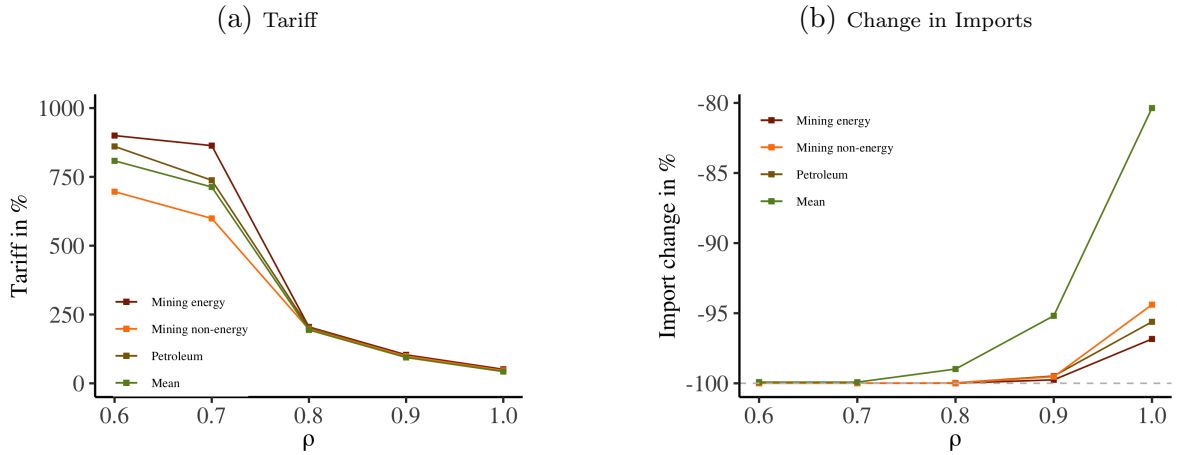 (a) Tariff
1000
750
500
250
0
Tariff in %
Mining energy
Mining non-energy
Petroleum
Mean
0.6 0.7 0.8 0.9 1.0
ρ
(b) Change in Imports
-80
-85
-90
-95
-100
Import change in %
Mining energy
Mining non-energy
Petroleum
Mean
0.6 0.7 0.8 0.9 1.0
ρ